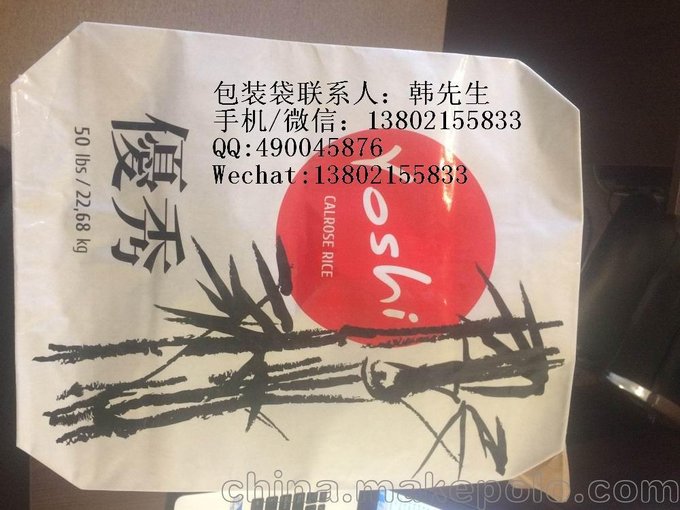 包装袋联系人：韩先生
手机/微信：13802155833
QQ:490045876
Wechat:13802155833
優秀
50 lbs / 22,68 kg
Yoshi
CALROSE RICE
china.makepolo.com